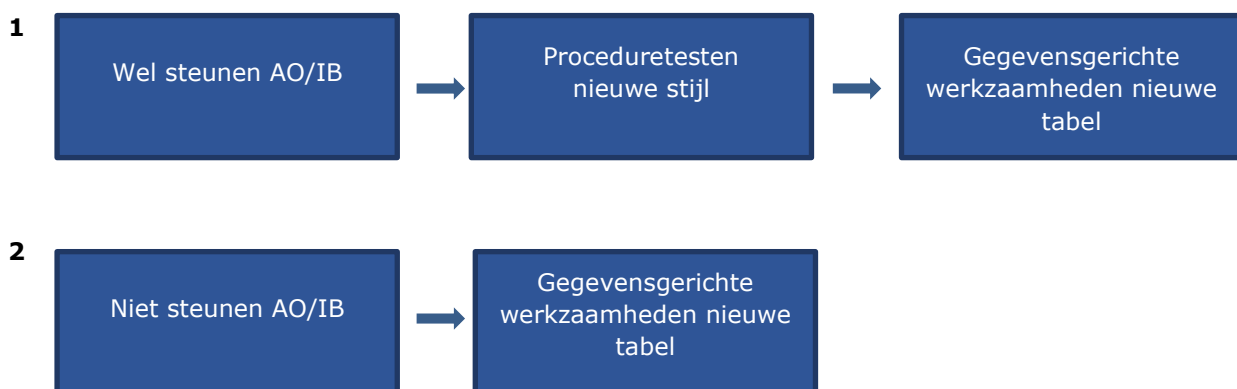 1
Wel steunen AO/IB
Proceduretesten
nieuwe stijl
Gegevensgerichte
werkzaamheden nieuwe
tabel
2
Niet steunen AO/IB
Gegevensgerichte
werkzaamheden nieuwe
tabel